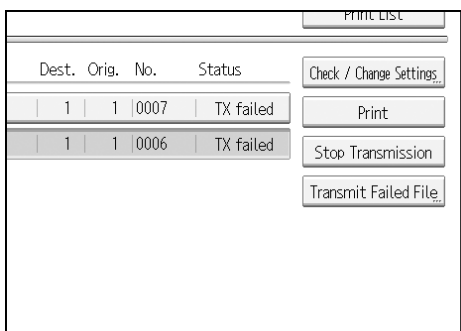 Print List
Dest. Orig. No. Status
Check / Change Settings
1 1 0007 TX failed
Print
1 1 0006 TX failed
Stop Transmission
Transmit Failed File